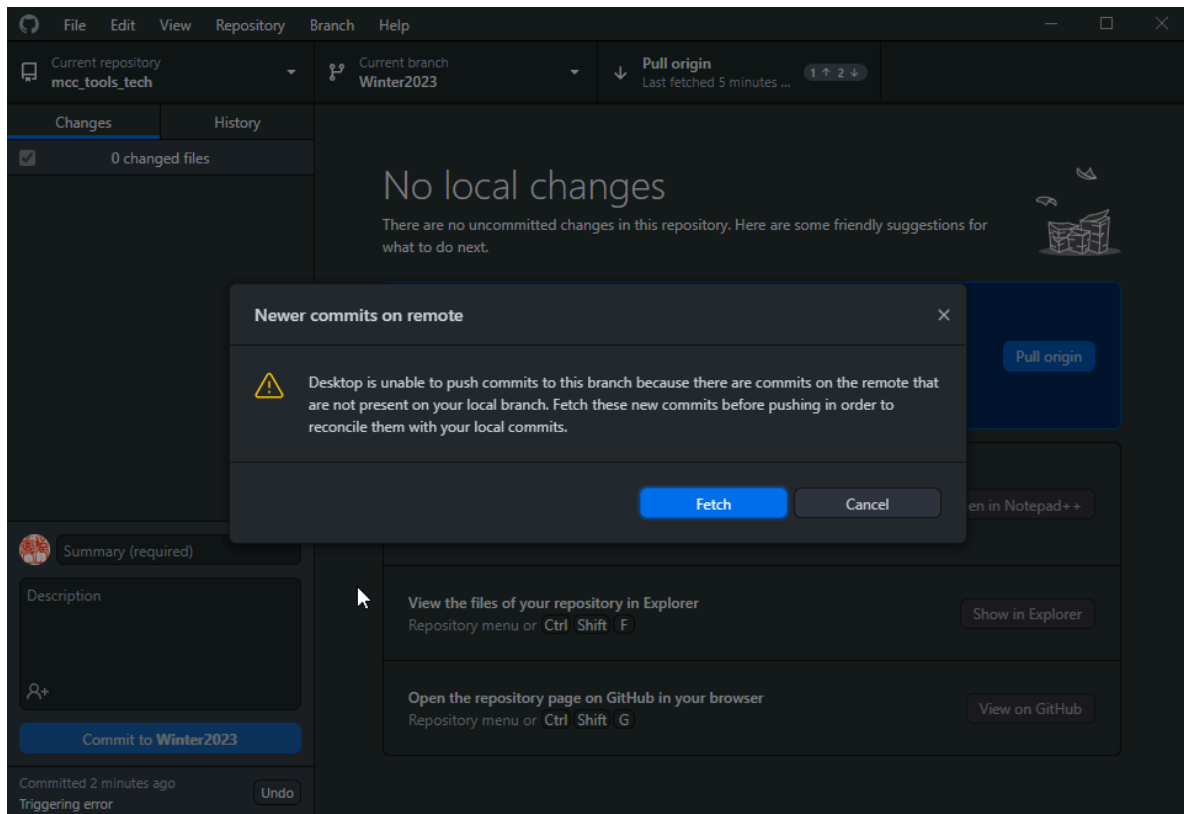 File Edit View Repository Branch Help
Current repository
mcc_tools_tech
Current branch
Winter2023
Pull origin
Last fetched 5 minutes ...
1 ↑ 2 ↓
Changes
History
0 changed files
No local changes
There are no uncommitted changes in this repository. Here are some friendly suggestions for
what to do next.
Pull origin
Newer commits on remote
Desktop is unable to push commits to this branch because there are commits on the remote that
are not present on your local branch. Fetch these new commits before pushing in order to
reconcile them with your local commits.
Fetch
Cancel
en in Notepad++
Summary (required)
Description
Commit to Winter2023
Committed 2 minutes ago
Triggering error
Undo
View the files of your repository in Explorer
Repository menu or Ctrl Shift F
Show in Explorer
Open the repository page on GitHub in your browser
Repository menu or Ctrl Shift G
View on GitHub